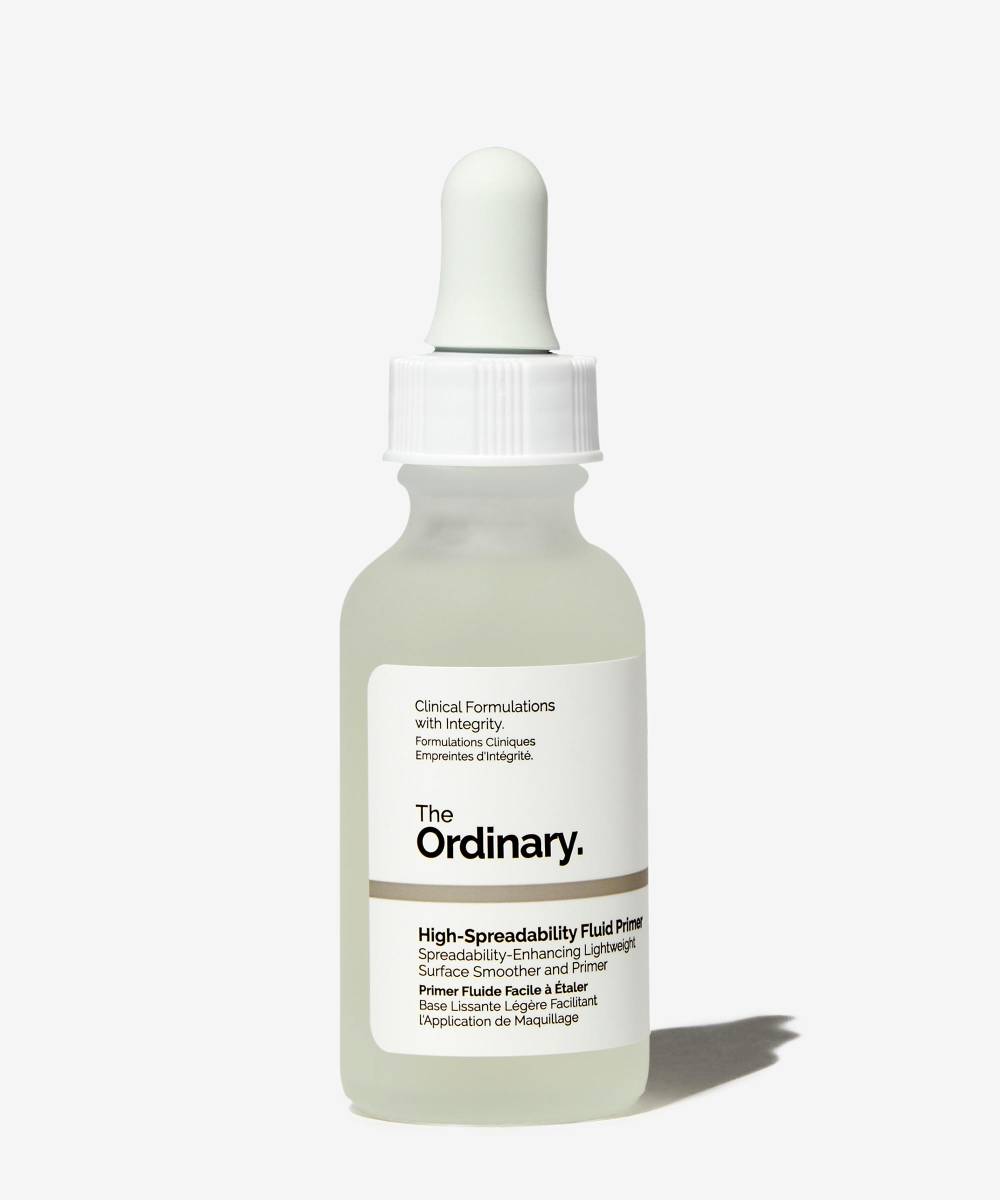 Clinical Formulations
with Integrity.
Formulations Cliniques
Empreintes d'Intégrité.
The
Ordinary.
High-Spreadability Fluid Primer
Spreadability-Enhancing Lightweight
Surface Smoother and Primer
Primer Fluide Facile à Étaler
Base Lissante Légère Facilitant
l'Application de Maquillage